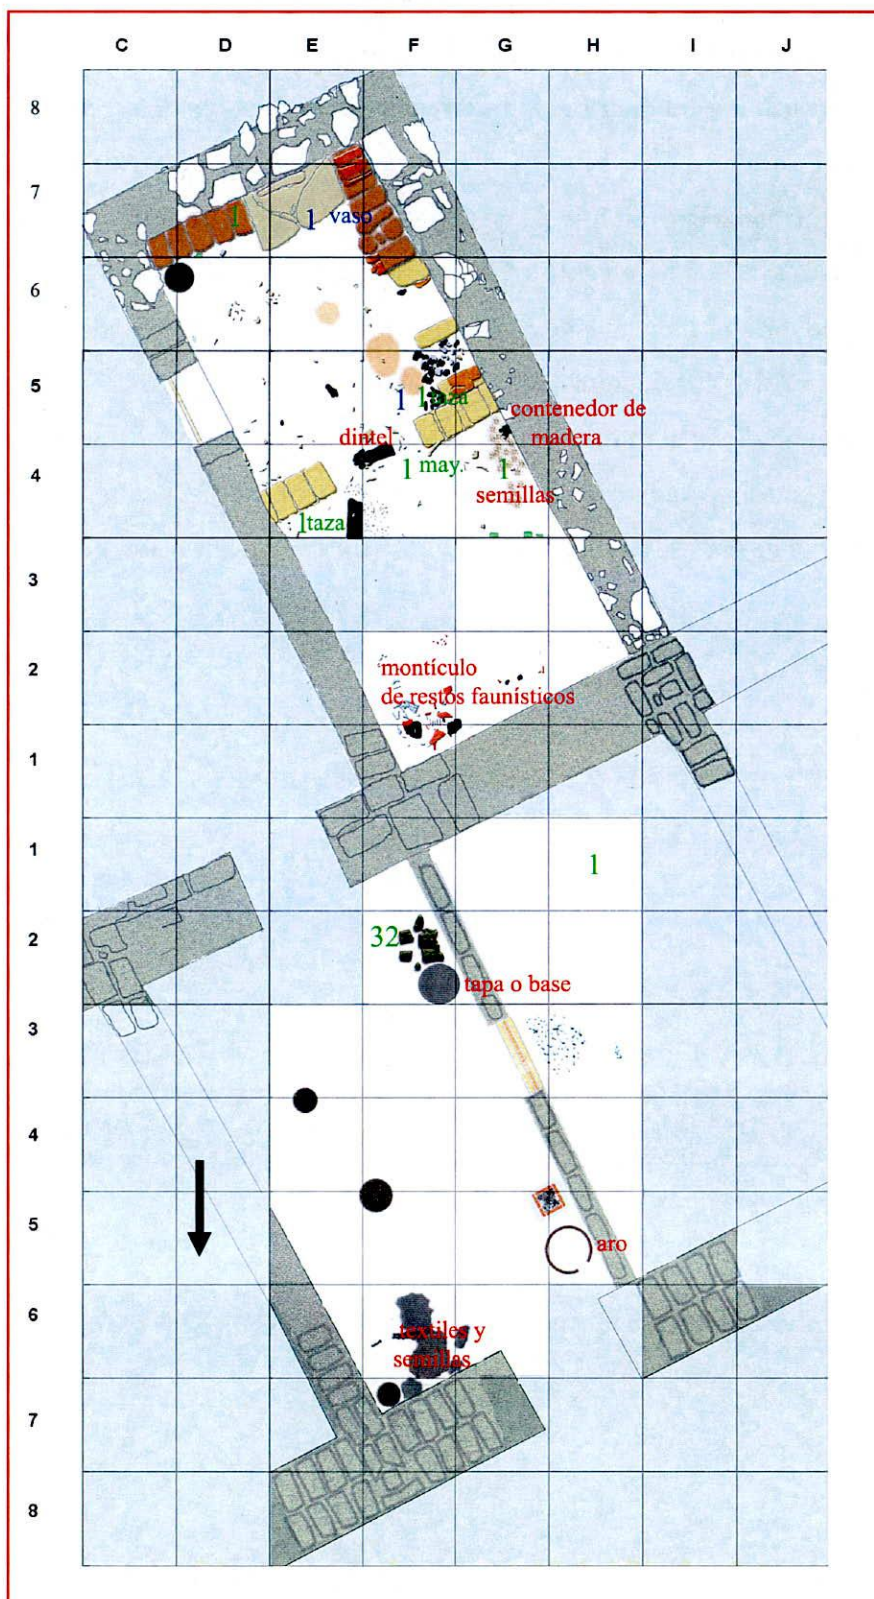 C D E F G H I J
8
7
1 1 vaso
6
5
1 1 taza
contenedor de
dintel madera
4
1 may. 1
semillas
1 taza
3
2
montículo
de restos faunísticos
1
1
1
2
32
tapa o base
3
4
5
aro
6
textiles y
semillas
7
8